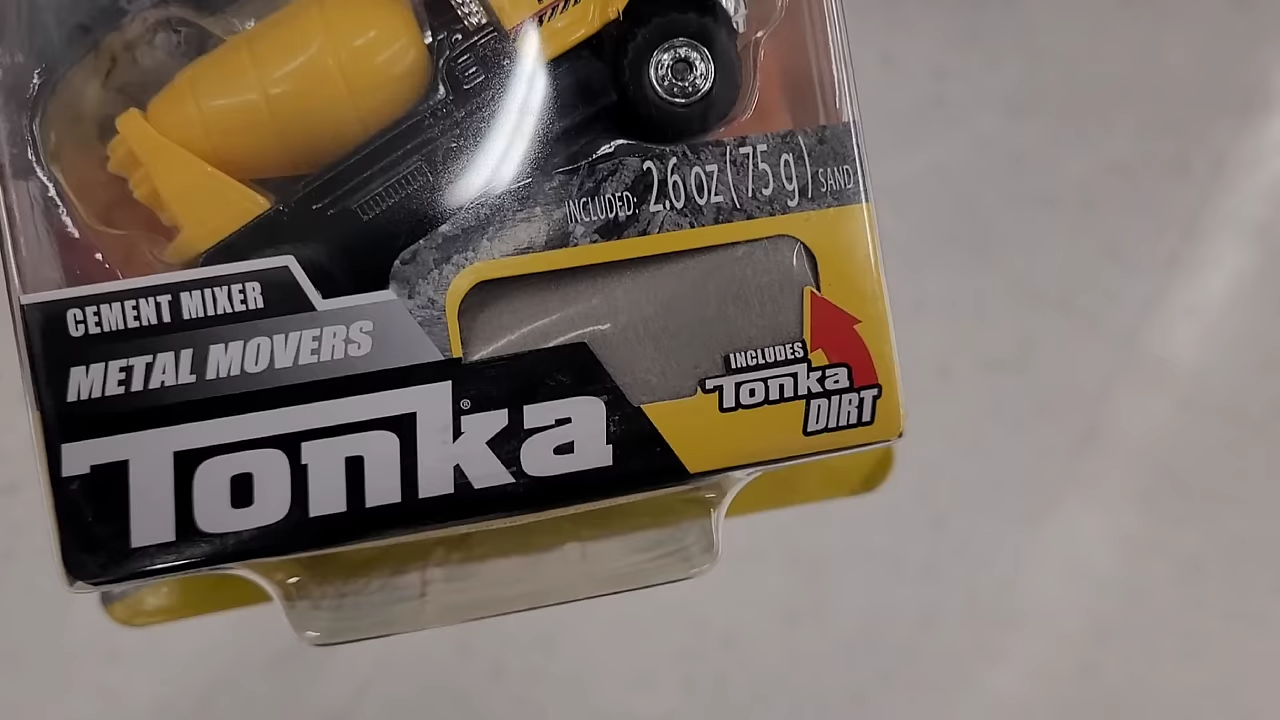 INCLUDED: 2.6 oz (75 g) SAND
CEMENT MIXER
METAL MOVERS
Tonka®
INCLUDES
Tonka
DIRT